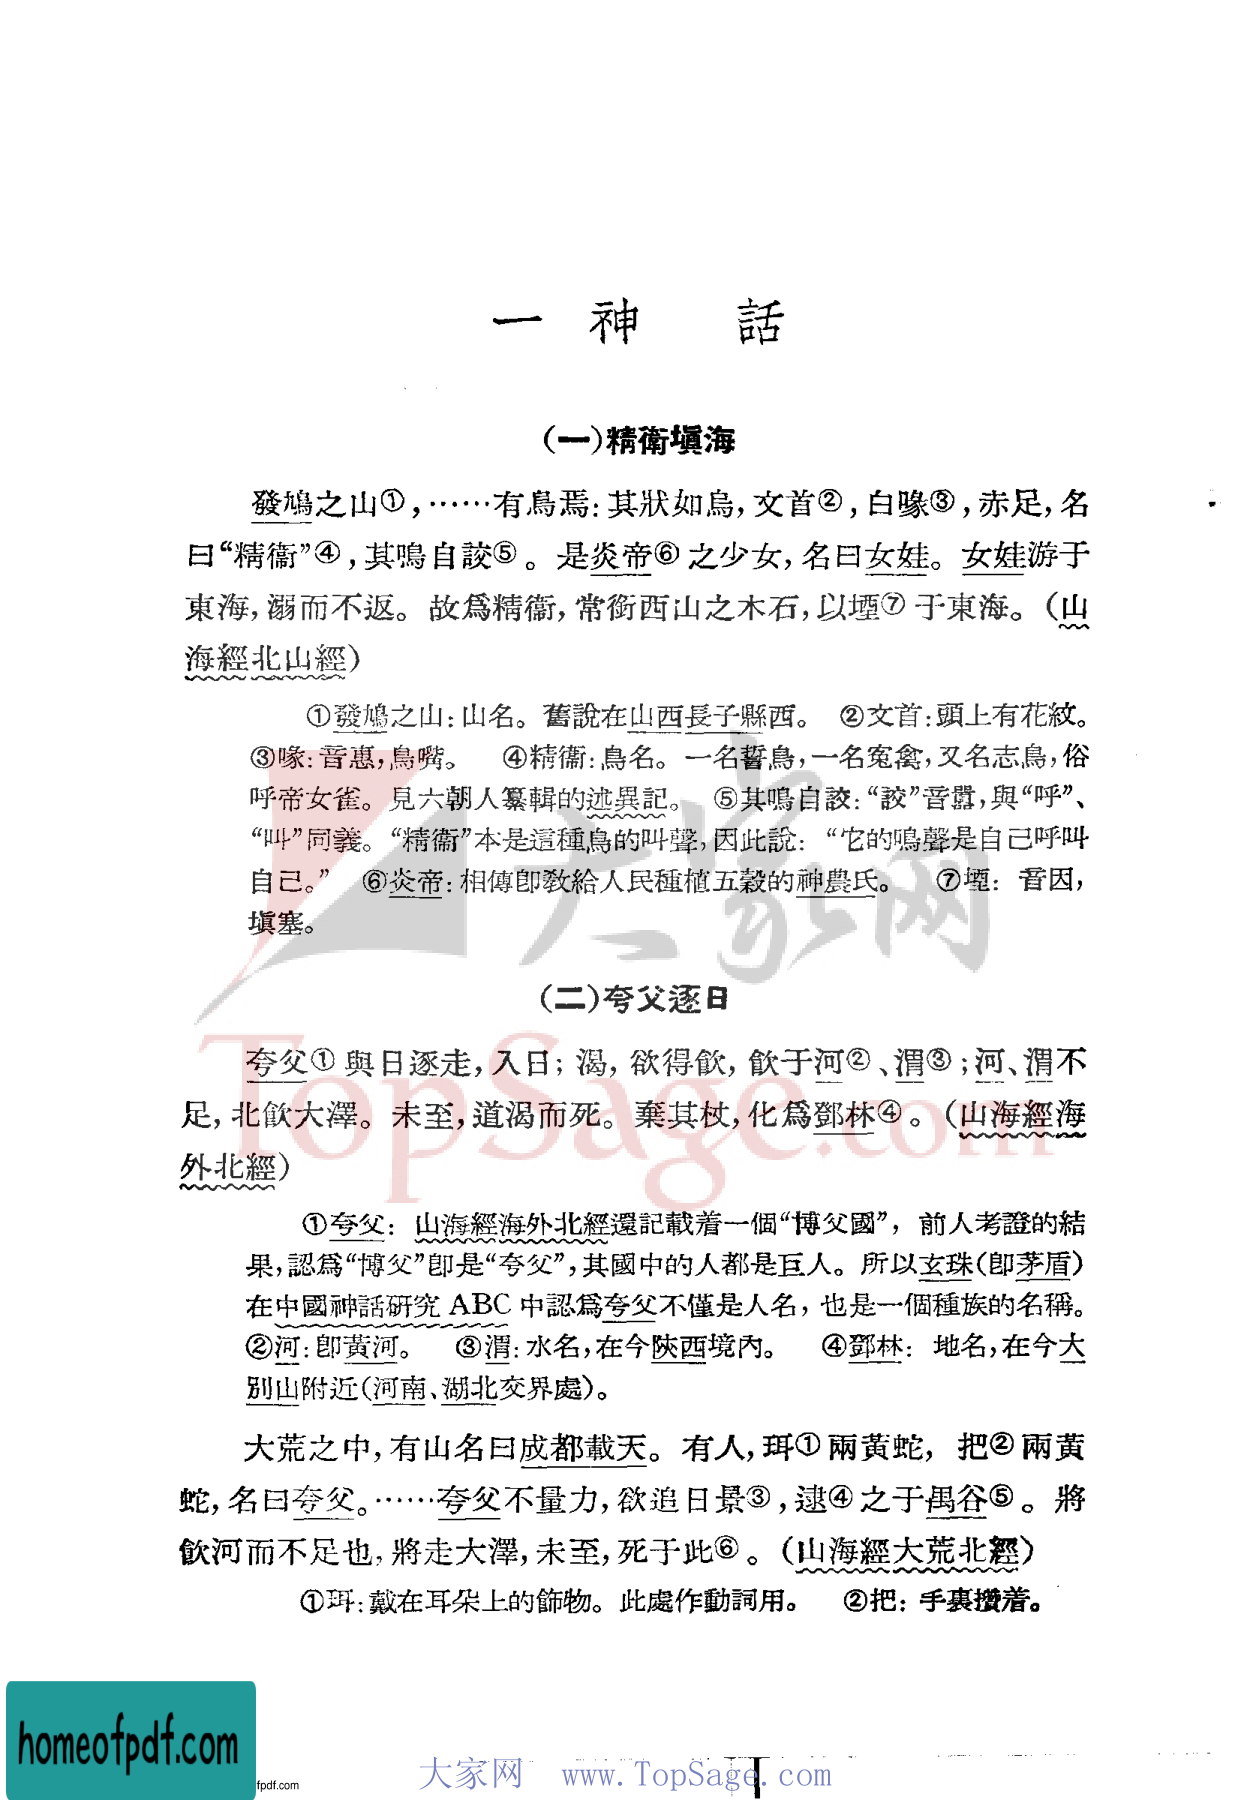 一 神 話
(一)精衛塡海
發鳩之山①,……有鳥焉:其狀如烏,文首②,白喙③,赤足,名
曰“精衞”④,其鳴自詨⑤。是炎帝⑥之少女,名曰女娃。女娃游于
東海,溺而不返。故爲精衞,常銜西山之木石,以堙⑦于東海。(山
海經北山經)
①發鳩之山:山名。舊說在山西長子縣西。 ②文首:頭上有花紋。
③喙:音惠,鳥嘴。 ④精衞:鳥名。一名誓鳥,一名寃禽,又名志鳥,俗
呼帝女雀。見六朝人纂輯的述異記。 ⑤其鳴自詨:“詨”音囂,與“呼”、
“叫”同義。“精衞”本是這種鳥的叫聲,因此說:“它的鳴聲是自己呼叫
自己。” ⑥炎帝:相傳卽敎給人民種植五穀的神農氏。 ⑦堙:音因,
塡塞。
(二)夸父逐日
夸父①與日逐走,入日;渴,欲得飮,飮于河②、渭③;河、渭不
足,北飮大澤。未至,道渴而死。棄其杖,化爲鄧林④。(山海經海
外北經)
①夸父:山海經海外北經還記載着一個“博父國”,前人考證的結
果,認爲“博父”卽是“夸父”,其國中的人都是巨人。所以玄珠(卽茅盾)
在中國神話研究 ABC 中認爲夸父不僅是人名,也是一個種族的名稱。
②河:卽黃河。 ③渭:水名,在今陝西境內。 ④鄧林:地名,在今大
別山附近(河南、湖北交界處)。
大荒之中,有山名曰成都載天。有人,珥①兩黃蛇,把②兩黃
蛇,名曰夸父。……夸父不量力,欲追日景③,逮④之于禺谷⑤。將
飮河而不足也,將走大澤,未至,死于此⑥。(山海經大荒北經)
①珥:戴在耳朵上的飾物。此處作動詞用。 ②把:手裏攢着。
大家网
TopSage.com
homeofpdf.com
fpdf.com
大家网 www.TopSage.com
1